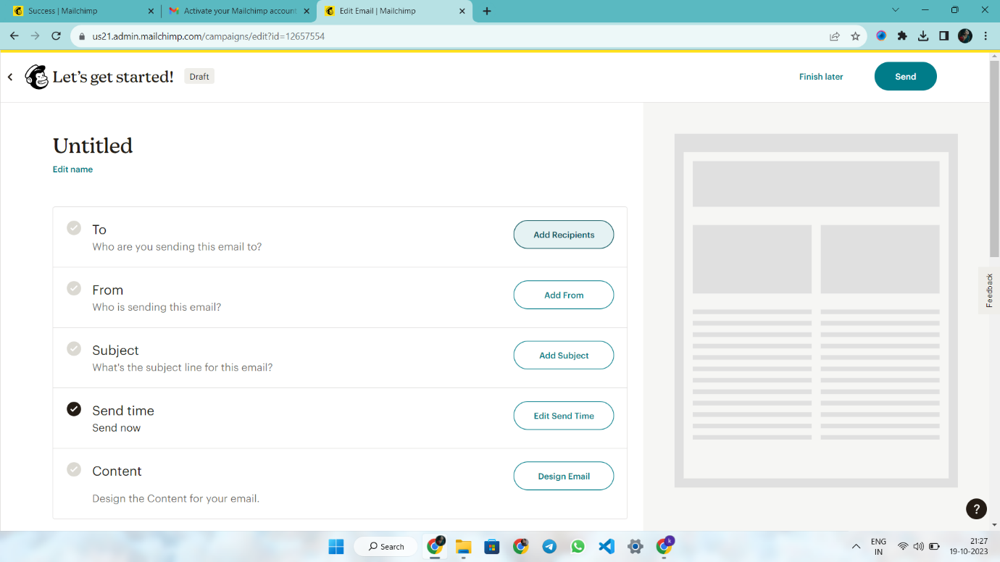 Success | Mailchimp
Activate your Mailchimp account
Edit Email | Mailchimp
us21.admin.mailchimp.com/campaigns/edit?id=12657554
Let's get started!
Draft
Finish later
Send
Untitled
Edit name
To
Who are you sending this email to?
Add Recipients
From
Who is sending this email?
Add From
Subject
What's the subject line for this email?
Add Subject
Send time
Send now
Edit Send Time
Content
Design the Content for your email.
Design Email
Feedback
?
Search
k
ENG
IN
21:27
19-10-2023